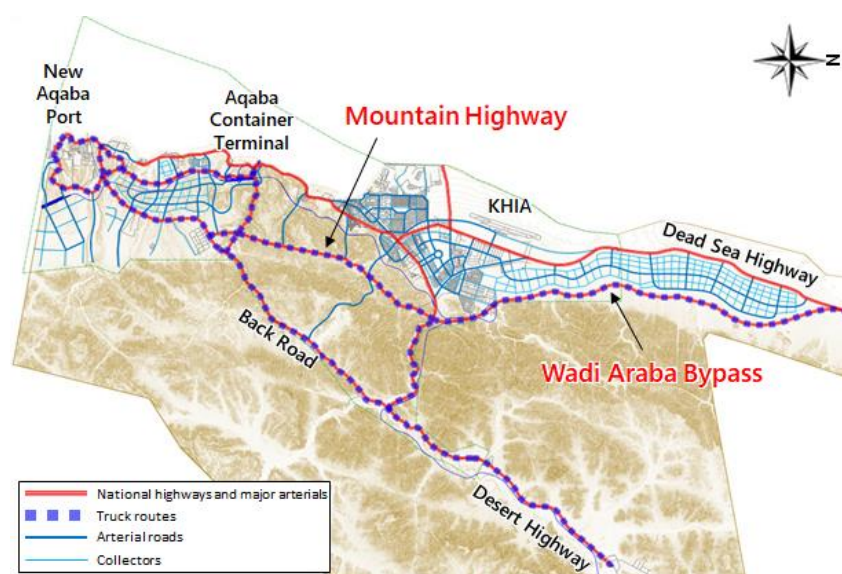 New
Aqaba
Port
Aqaba
Container
Terminal
Mountain Highway
N
KHIA
Dead Sea Highway
Back Road
Wadi Araba Bypass
Desert Highway
National highways and major arterials
Truck routes
Arterial roads
Collectors